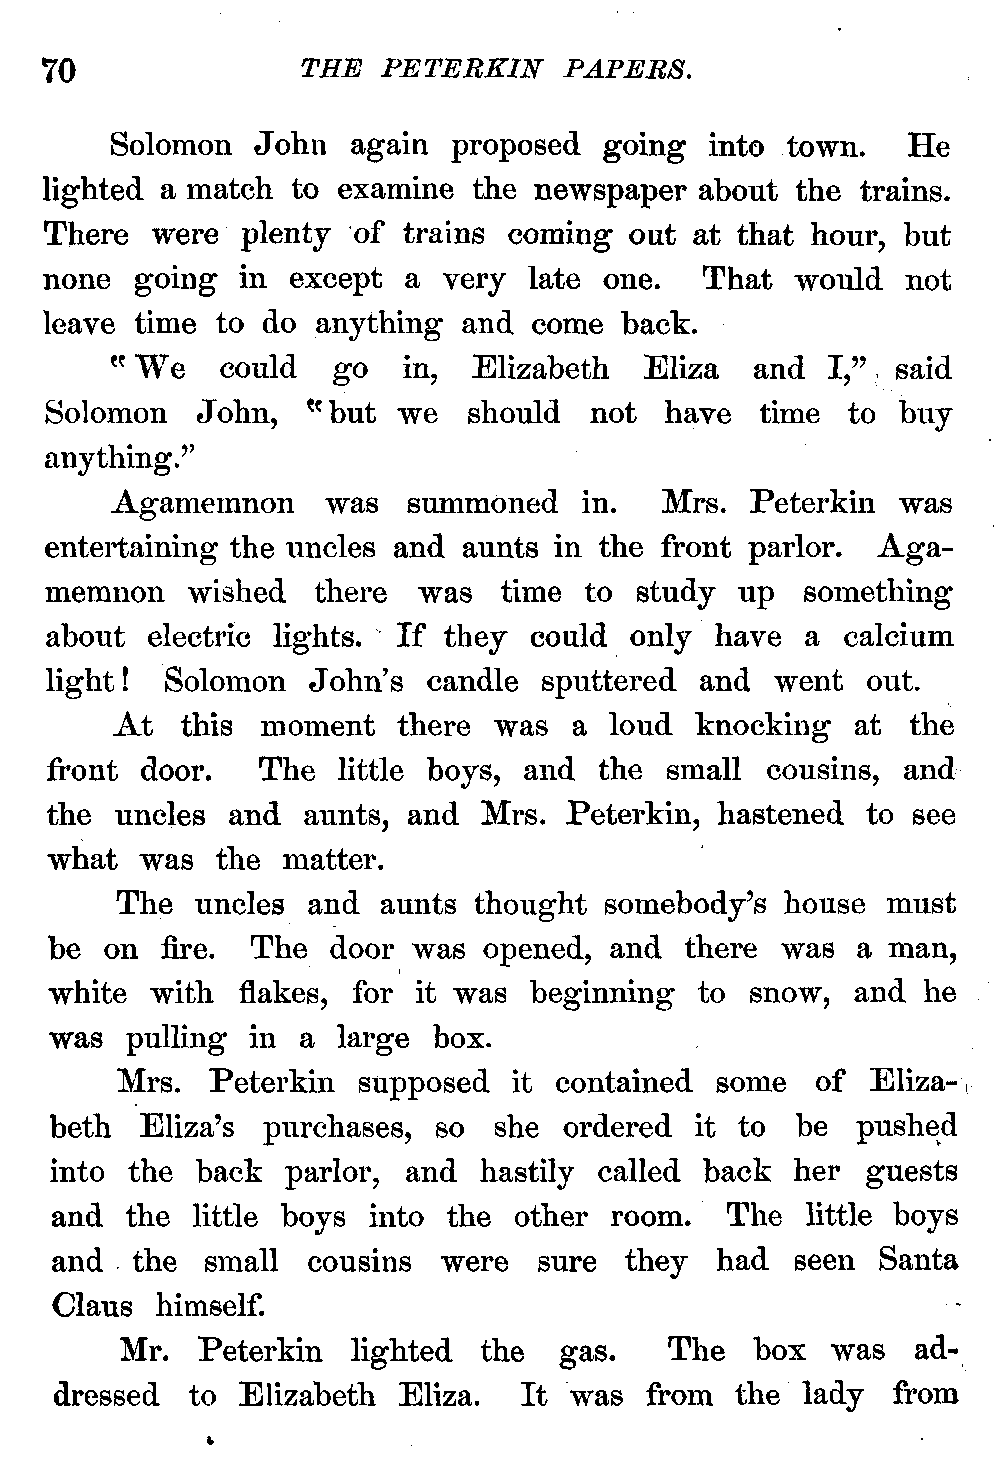 70 THE PETERKIN PAPERS.
Solomon John again proposed going into town. He
lighted a match to examine the newspaper about the trains.
There were plenty of trains coming out at that hour, but
none going in except a very late one. That would not
leave time to do anything and come back.
“We could go in, Elizabeth Eliza and I,” said
Solomon John, “but we should not have time to buy
anything.”
Agamemnon was summoned in. Mrs. Peterkin was
entertaining the uncles and aunts in the front parlor. Aga-
memnon wished there was time to study up something
about electric lights. If they could only have a calcium
light! Solomon John’s candle sputtered and went out.
At this moment there was a loud knocking at the
front door. The little boys, and the small cousins, and
the uncles and aunts, and Mrs. Peterkin, hastened to see
what was the matter.
The uncles and aunts thought somebody’s house must
be on fire. The door was opened, and there was a man,
white with flakes, for it was beginning to snow, and he
was pulling in a large box.
Mrs. Peterkin supposed it contained some of Eliza-
beth Eliza’s purchases, so she ordered it to be pushed
into the back parlor, and hastily called back her guests
and the little boys into the other room. The little boys
and the small cousins were sure they had seen Santa
Claus himself.
Mr. Peterkin lighted the gas. The box was ad-
dressed to Elizabeth Eliza. It was from the lady from